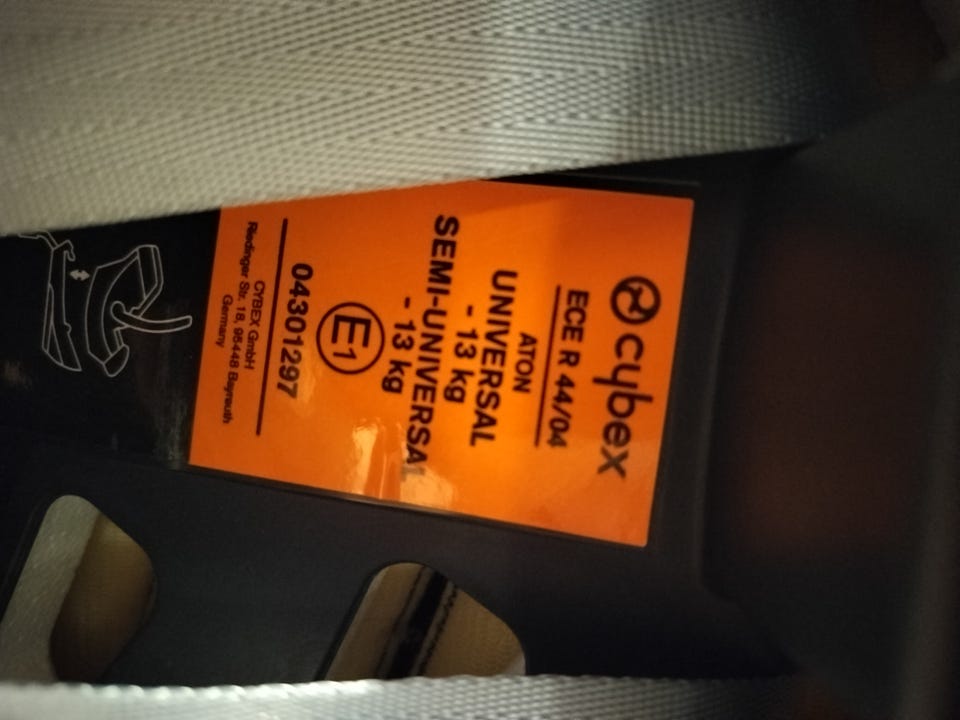 cybex
ECE R 44/04
ATON
UNIVERSAL
- 13 kg
SEMI-UNIVERSAL
- 13 kg
E1
04301297
CYBEX GmbH
Riedinger Str. 18, 95448 Bayreuth
Germany